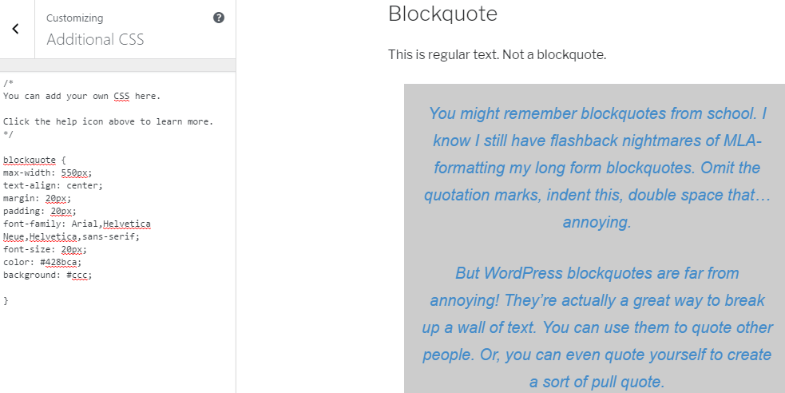 Customizing
Additional CSS
/*
You can add your own CSS here.
Click the help icon above to learn more.
*/
blockquote {
max-width: 550px;
text-align: center;
margin: 20px;
padding: 20px;
font-family: Arial,Helvetica
Neue,Helvetica,sans-serif;
font-size: 20px;
color: #428bca;
background: #ccc;
}
Blockquote
This is regular text. Not a blockquote.
You might remember blockquotes from school. I
know I still have flashback nightmares of MLA-
formatting my long form blockquotes. Omit the
quotation marks, indent this, double space that…
annoying.
But WordPress blockquotes are far from
annoying! They’re actually a great way to break
up a wall of text. You can use them to quote other
people. Or, you can even quote yourself to create
a sort of pull quote.